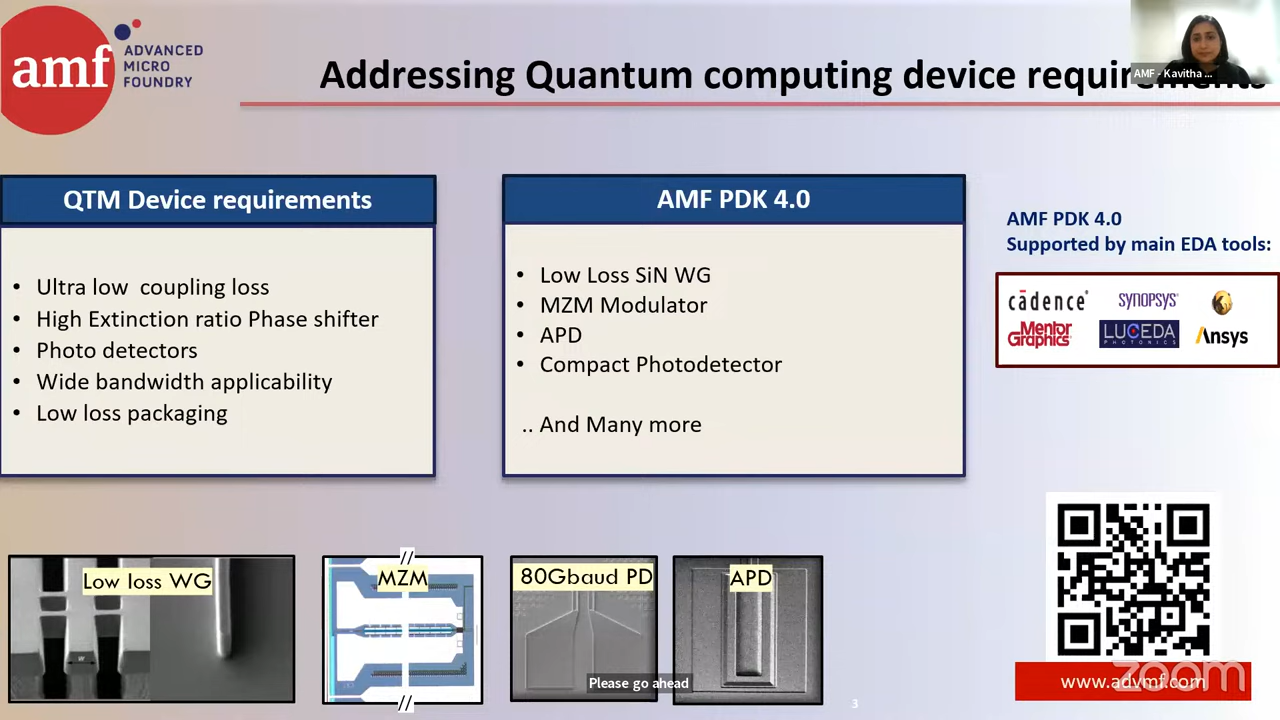 amf
ADVANCED
MICRO
FOUNDRY
Addressing Quantum computing device requirements
AMF - Kavitha ...
QTM Device requirements
• Ultra low coupling loss
• High Extinction ratio Phase shifter
• Photo detectors
• Wide bandwidth applicability
• Low loss packaging
AMF PDK 4.0
• Low Loss SiN WG
• MZM Modulator
• APD
• Compact Photodetector
.. And Many more
AMF PDK 4.0
Supported by main EDA tools:
cādence®
SYNOPSYS®
Mentor
Graphics®
LUCEDA
PHOTONICS
Ansys
Low loss WG
MZM
80Gbaud PD
APD
Please go ahead
www.advmf.com
zoom
3